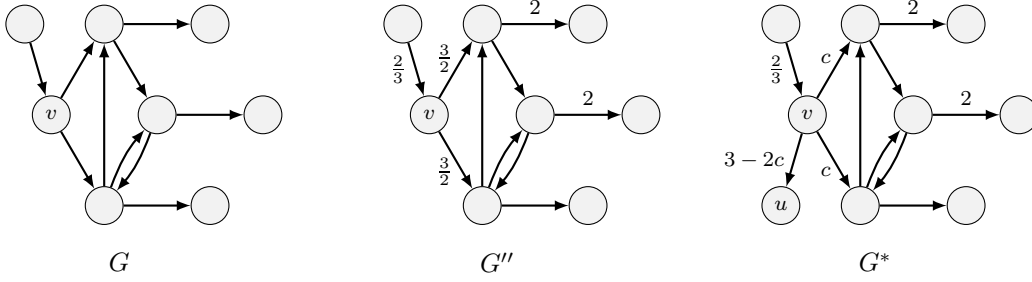 2 2
2/3 3/2 2/3 c
v v 2 v 2
3/2 3 − 2c c
u
G G″ G*